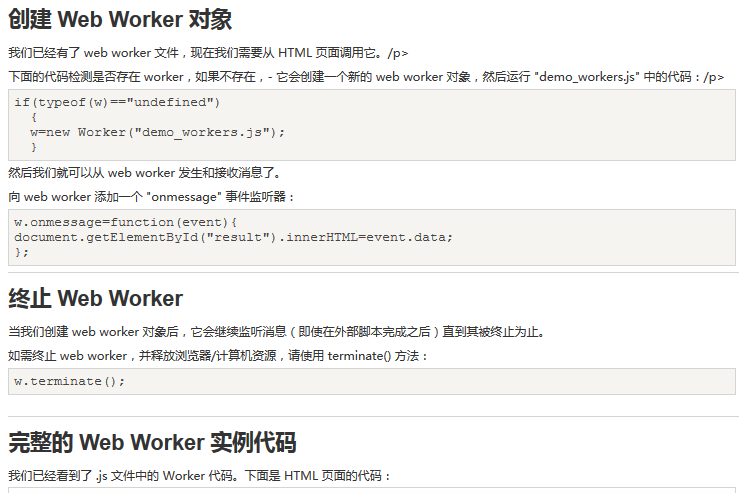 创建 Web Worker 对象
我们已经有了 web worker 文件，现在我们需要从 HTML 页面调用它。/p>
下面的代码检测是否存在 worker，如果不存在，- 它会创建一个新的 web worker 对象，然后运行 "demo_workers.js" 中的代码：/p>
if(typeof(w)=="undefined")
{
w=new Worker("demo_workers.js");
}
然后我们就可以从 web worker 发生和接收消息了。
向 web worker 添加一个 "onmessage" 事件监听器：
w.onmessage=function(event){
document.getElementById("result").innerHTML=event.data;
};
终止 Web Worker
当我们创建 web worker 对象后，它会继续监听消息（即使在外部脚本完成之后）直到其被终止为止。
如需终止 web worker，并释放浏览器/计算机资源，请使用 terminate() 方法：
w.terminate();
完整的 Web Worker 实例代码
我们已经看到了 .js 文件中的 Worker 代码。下面是 HTML 页面的代码：